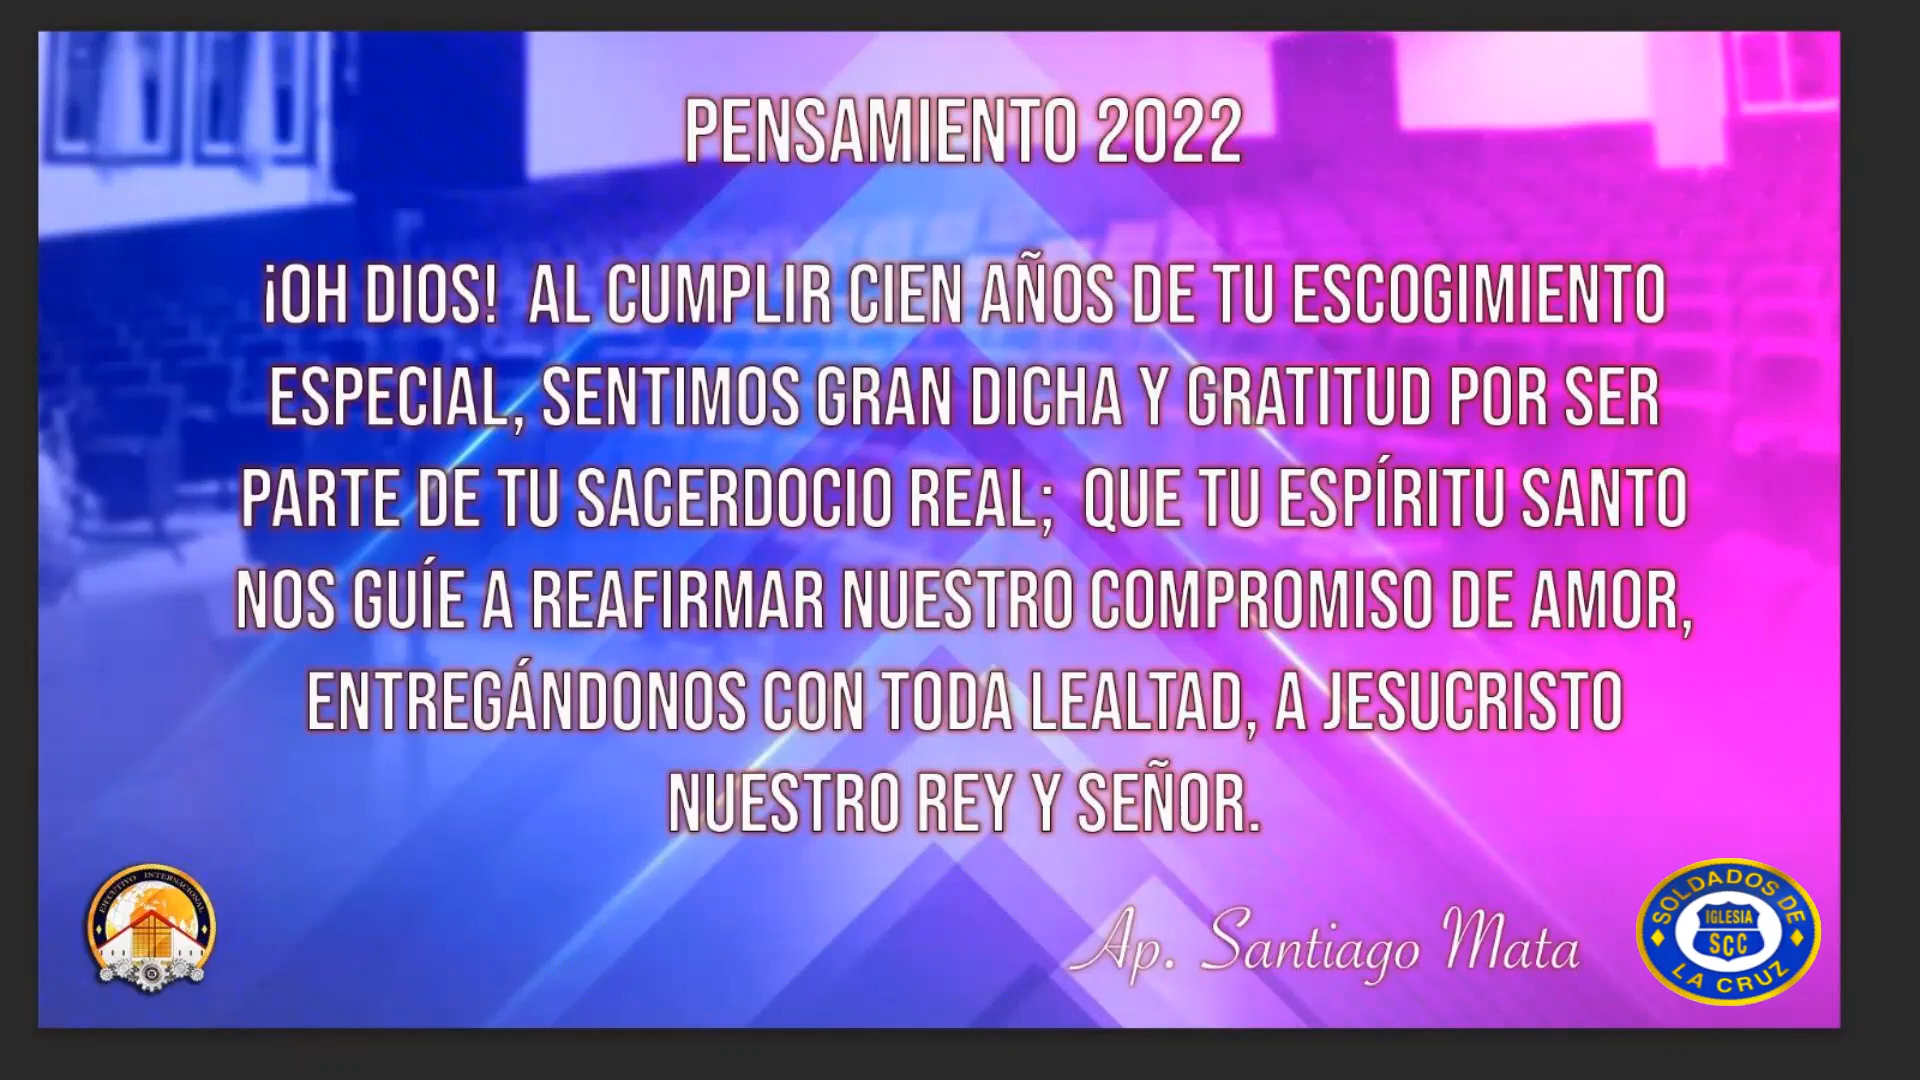 PENSAMIENTO 2022
¡OH DIOS! AL CUMPLIR CIEN AÑOS DE TU ESCOGIMIENTO
ESPECIAL, SENTIMOS GRAN DICHA Y GRATITUD POR SER
PARTE DE TU SACERDOCIO REAL; QUE TU ESPÍRITU SANTO
NOS GUÍE A REAFIRMAR NUESTRO COMPROMISO DE AMOR,
ENTREGÁNDONOS CON TODA LEALTAD, A JESUCRISTO
NUESTRO REY Y SEÑOR.
Ap. Santiago Mata
EJECUTIVO INTERNACIONAL
SOLDADOS DE
IGLESIA
SCC
LA CRUZ